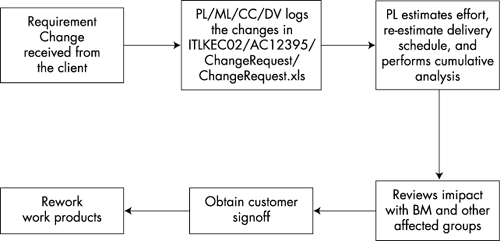 Requirement
Change
received from
the client
PL/ML/CC/DV logs
the changes in
ITLKEC02/AC12395/
ChangeRequest/
ChangeRequest.xls
PL estimates effort,
re-estimate delivery
schedule, and
performs cumulative
analysis
Reviews imipact
with BM and other
affected groups
Obtain customer
signoff
Rework
work products